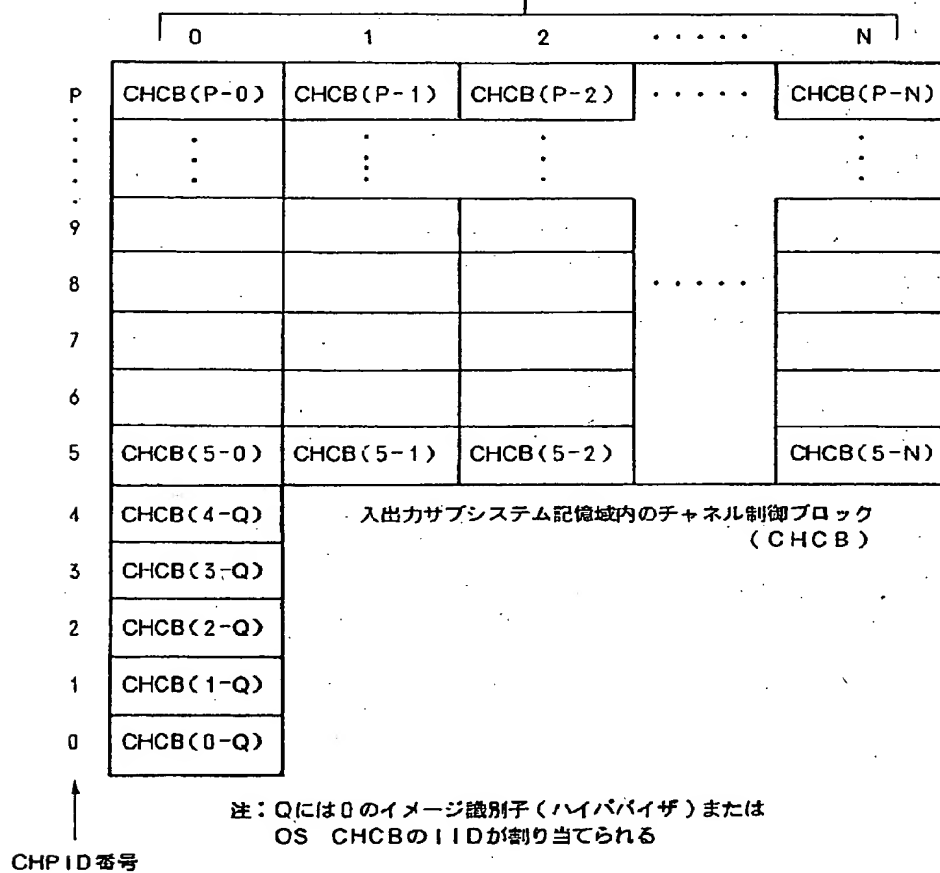 0 1 2 ・・・・・ N
P CHCB(P-0) CHCB(P-1) CHCB(P-2) ・・・・・ CHCB(P-N)
9
8 ・・・・・
7
6
5 CHCB(5-0) CHCB(5-1) CHCB(5-2) CHCB(5-N)
4 CHCB(4-Q) 入出力サブシステム記憶域内のチャネル制御ブロック
(CHCB)
3 CHCB(3-Q)
2 CHCB(2-Q)
1 CHCB(1-Q)
0 CHCB(0-Q)
注:Qには0のイメージ識別子(ハイパバイザ)または
OS CHCBのIIDが割り当てられる
CHPID番号